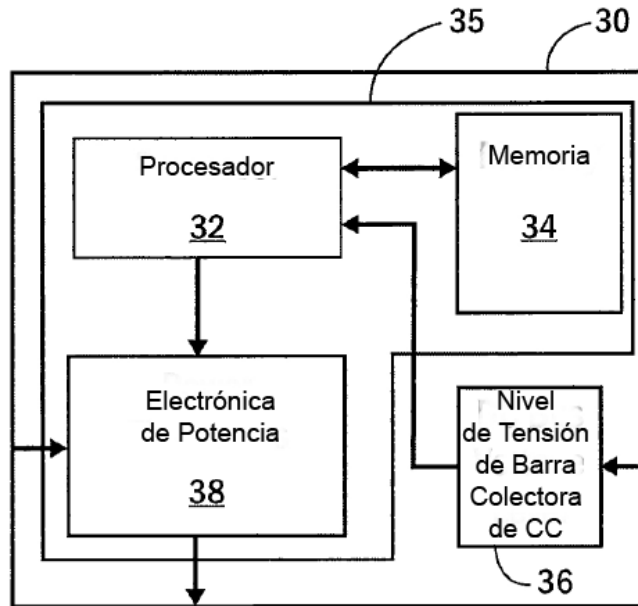 35
30
Procesador
32
Memoria
34
Electrónica
de Potencia
38
Nivel
de Tensión
de Barra
Colectora
de CC
36